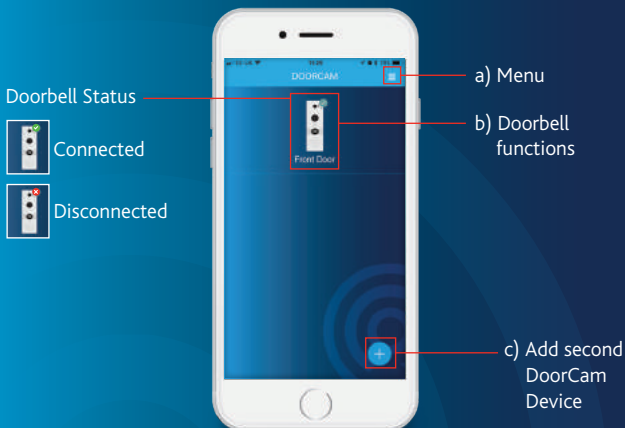 DOORCAM
Front Door
Doorbell Status
Connected
Disconnected
a) Menu
b) Doorbell
functions
c) Add second
DoorCam
Device